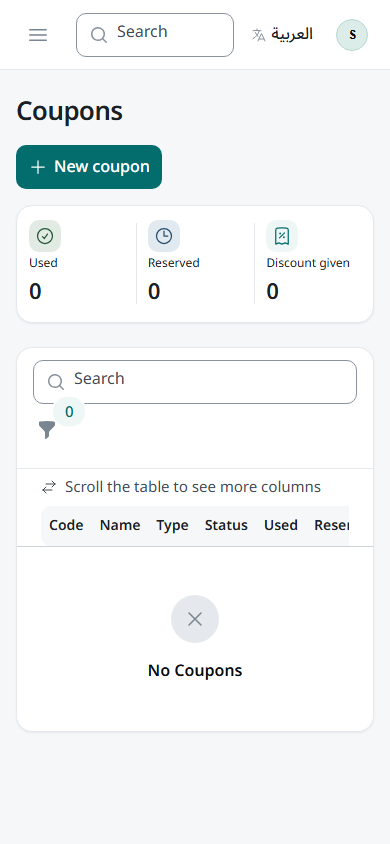 Search
العربية
S
Coupons
New coupon
Used
Reserved
Discount given
0
0
0
Search
0
Scroll the table to see more columns
Code Name Type Status Used
No Coupons